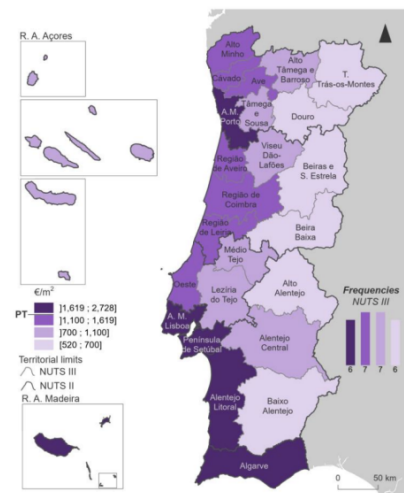 R. A. Açores
Alto
Minho
Alto
Tâmega e
Barroso
T.
Trás-os-Montes
Cávado
Ave
A.M.
Porto
Tâmega
e
Sousa
Douro
Viseu
Dão-
Lafões
Região
de Aveiro
Beiras e
S. Estrela
Região de
Coimbra
Região
de Leiria
Beira
Baixa
Médio
Tejo
Oeste
Lezíria
do Tejo
Alto
Alentejo
A. M.
Lisboa
Península
de Setúbal
Alentejo
Central
Alentejo
Litoral
Baixo
Alentejo
Algarve
€/m²
PT
]1,619 ; 2,728]
]1,100 ; 1,619]
]700 ; 1,100]
[520 ; 700]
Territorial limits
NUTS III
NUTS II
R. A. Madeira
Frequencies
NUTS III
6 7 7 6
0 50 km